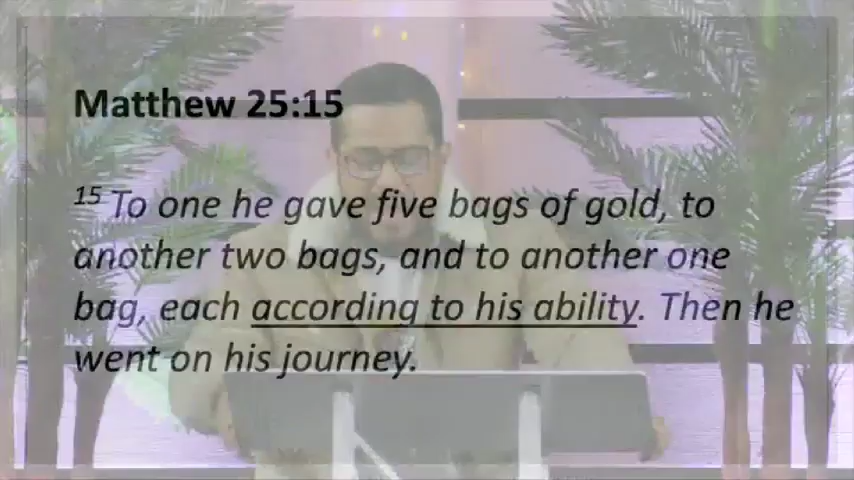 Matthew 25:15
15 To one he gave five bags of gold, to
another two bags, and to another one
bag, each according to his ability. Then he
went on his journey.